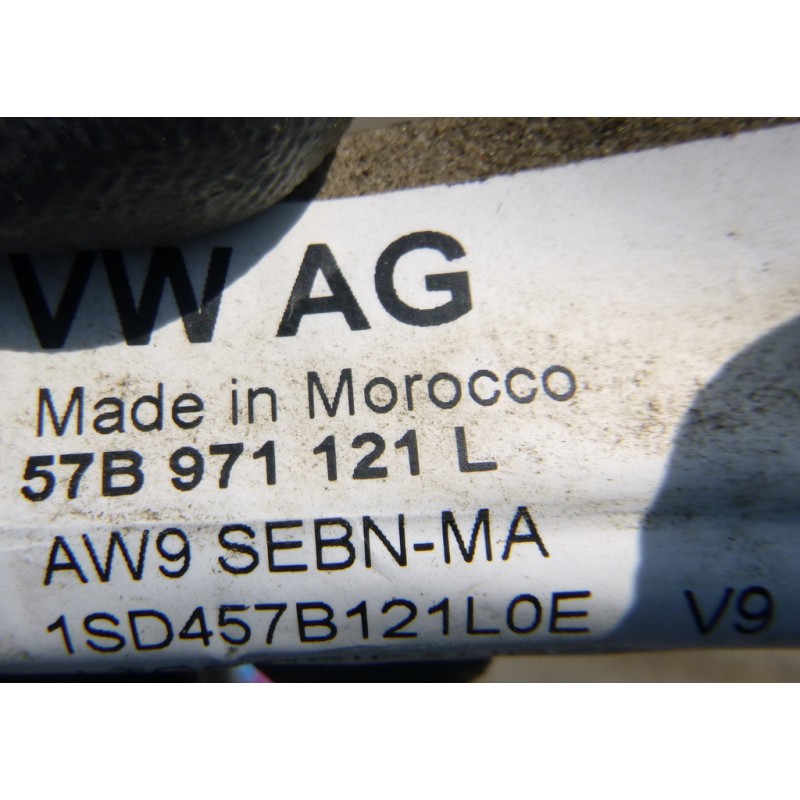 VW AG
Made in Morocco
57B 971 121 L
AW9 SEBN-MA
1SD457B121L0E V9